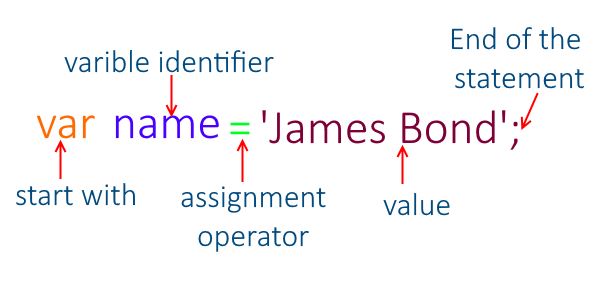 End of the
statement
varible identifier
var name = 'James Bond';
start with
assignment
operator
value